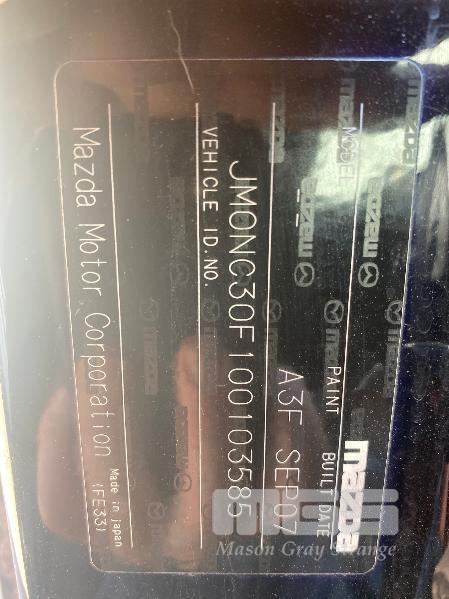 mazda
MODEL PAINT BUILT DATE
A3F SEP07
JM0NC30F100103585
VEHICLE ID.NO.
Made in japan
Mazda Motor Corporation (FE33)
MGS
Mason Gray Strange